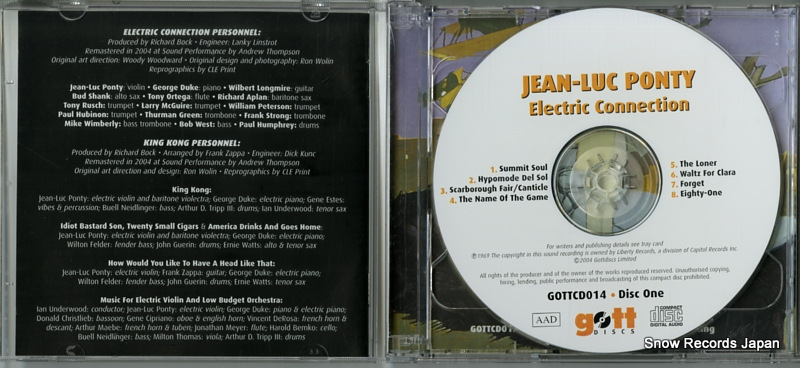 ELECTRIC CONNECTION PERSONNEL:
Produced by Richard Bock • Engineer: Lanky Linstrot
Remastered in 2004 at Sound Performance by Andrew Thompson
Original art direction: Woody Woodward • Original design and photography: Ron Wolin
Reprographics by CLE Print
Jean-Luc Ponty: violin • George Duke: piano • Wilbert Longmire: guitar
Bud Shank: alto sax • Tony Ortega: flute • Richard Aplan: baritone sax
Tony Rusch: trumpet • Larry McGuire: trumpet • William Peterson: trumpet
Paul Hubinon: trumpet • Thurman Green: trombone • Frank Strong: trombone
Mike Wimberly: bass trombone • Bob West: bass • Paul Humphrey: drums
KING KONG PERSONNEL:
Produced by Richard Bock • Arranged by Frank Zappa • Engineer: Dick Kunc
Remastered in 2004 at Sound Performance by Andrew Thompson
Original art direction and design: Ron Wolin • Reprographics by CLE Print
King Kong:
Jean-Luc Ponty: electric violin and baritone violectra; George Duke: electric piano; Gene Estes:
vibes & percussion; Buell Neidlinger: bass; Arthur D. Tripp III: drums; Ian Underwood: tenor sax
Idiot Bastard Son, Twenty Small Cigars & America Drinks And Goes Home:
Jean-Luc Ponty: electric violin and baritone violectra; George Duke: electric piano;
Wilton Felder: fender bass; John Guerin: drums; Ernie Watts: alto & tenor sax
How Would You Like To Have A Head Like That:
Jean-Luc Ponty: electric violin; Frank Zappa: guitar; George Duke: electric piano;
Wilton Felder: fender bass; John Guerin: drums; Ernie Watts: tenor sax
Music For Electric Violin And Low Budget Orchestra:
Ian Underwood: conductor; Jean-Luc Ponty: electric violin; George Duke: piano & electric piano;
Donald Christlieb: bassoon; Gene Cipriano: oboe & english horn; Vincent DeRosa: french horn &
descant; Arthur Maebe: french horn & tuben; Jonathan Meyer: flute; Harold Bemko: cello;
Buell Neidlinger: bass; Milton Thomas: viola; Arthur D. Tripp III: drums
JEAN-LUC PONTY
Electric Connection
1. Summit Soul
2. Hypomode Del Sol
3. Scarborough Fair/Canticle
4. The Name Of The Game
5. The Loner
6. Waltz For Clara
7. Forget
8. Eighty-One
For writers and publishing details see tray card
℗1969 The copyright in this sound recording is owned by Liberty Records, a division of Capitol Records Inc.
©2004 Gottdiscs Limited
All rights of the producer and of the owner of the works reproduced reserved. Unauthorised copying,
hiring, lending, public performance and broadcasting of this compact disc prohibited.
GOTTCD014 • Disc One
AAD
gott
DISCS
COMPACT
disc
DIGITAL AUDIO
GOTTCD01
Snow Records Japan